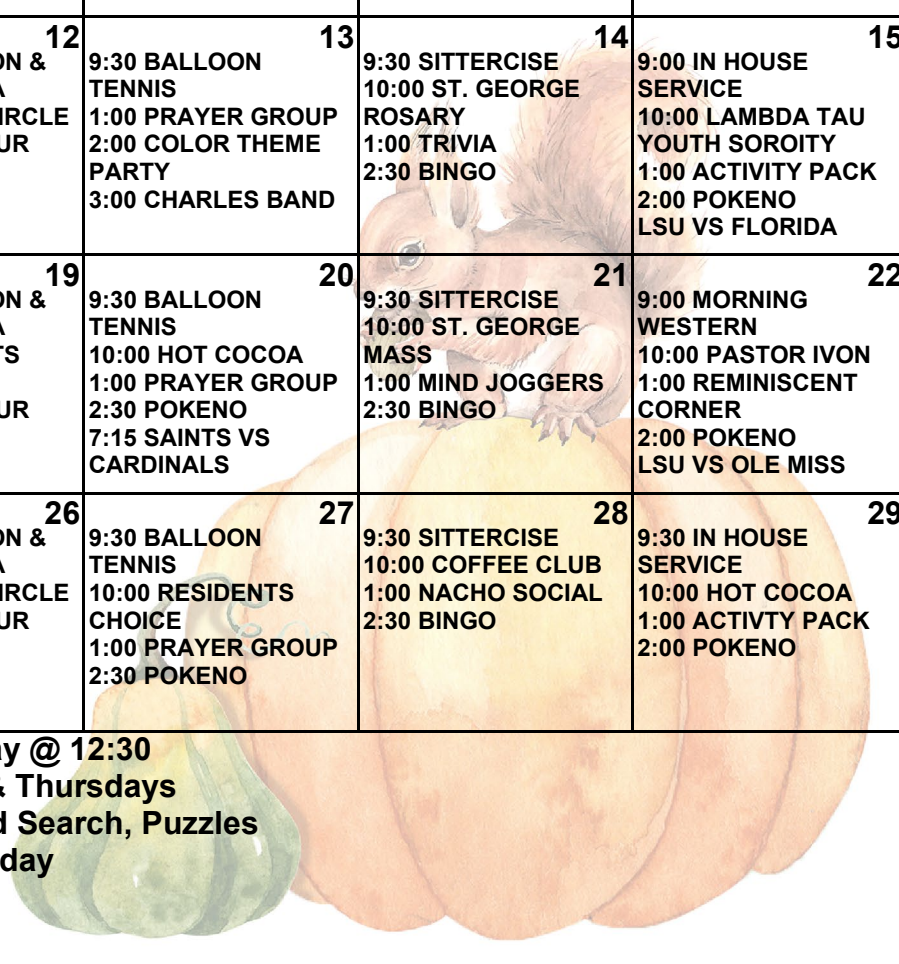 12
ON &
A
IRCLE
UR
13
9:30 BALLOON
TENNIS
1:00 PRAYER GROUP
2:00 COLOR THEME
PARTY
3:00 CHARLES BAND
14
9:30 SITTERCISE
10:00 ST. GEORGE
ROSARY
1:00 TRIVIA
2:30 BINGO
15
9:00 IN HOUSE
SERVICE
10:00 LAMBDA TAU
YOUTH SOROITY
1:00 ACTIVITY PACK
2:00 POKENO
LSU VS FLORIDA
19
ON &
A
TS
UR
20
9:30 BALLOON
TENNIS
10:00 HOT COCOA
1:00 PRAYER GROUP
2:30 POKENO
7:15 SAINTS VS
CARDINALS
21
9:30 SITTERCISE
10:00 ST. GEORGE
MASS
1:00 MIND JOGGERS
2:30 BINGO
22
9:00 MORNING
WESTERN
10:00 PASTOR IVON
1:00 REMINISCENT
CORNER
2:00 POKENO
LSU VS OLE MISS
26
ON &
A
IRCLE
UR
27
9:30 BALLOON
TENNIS
10:00 RESIDENTS
CHOICE
1:00 PRAYER GROUP
2:30 POKENO
28
9:30 SITTERCISE
10:00 COFFEE CLUB
1:00 NACHO SOCIAL
2:30 BINGO
29
9:30 IN HOUSE
SERVICE
10:00 HOT COCOA
1:00 ACTIVTY PACK
2:00 POKENO
ay @ 12:30
& Thursdays
d Search, Puzzles
day